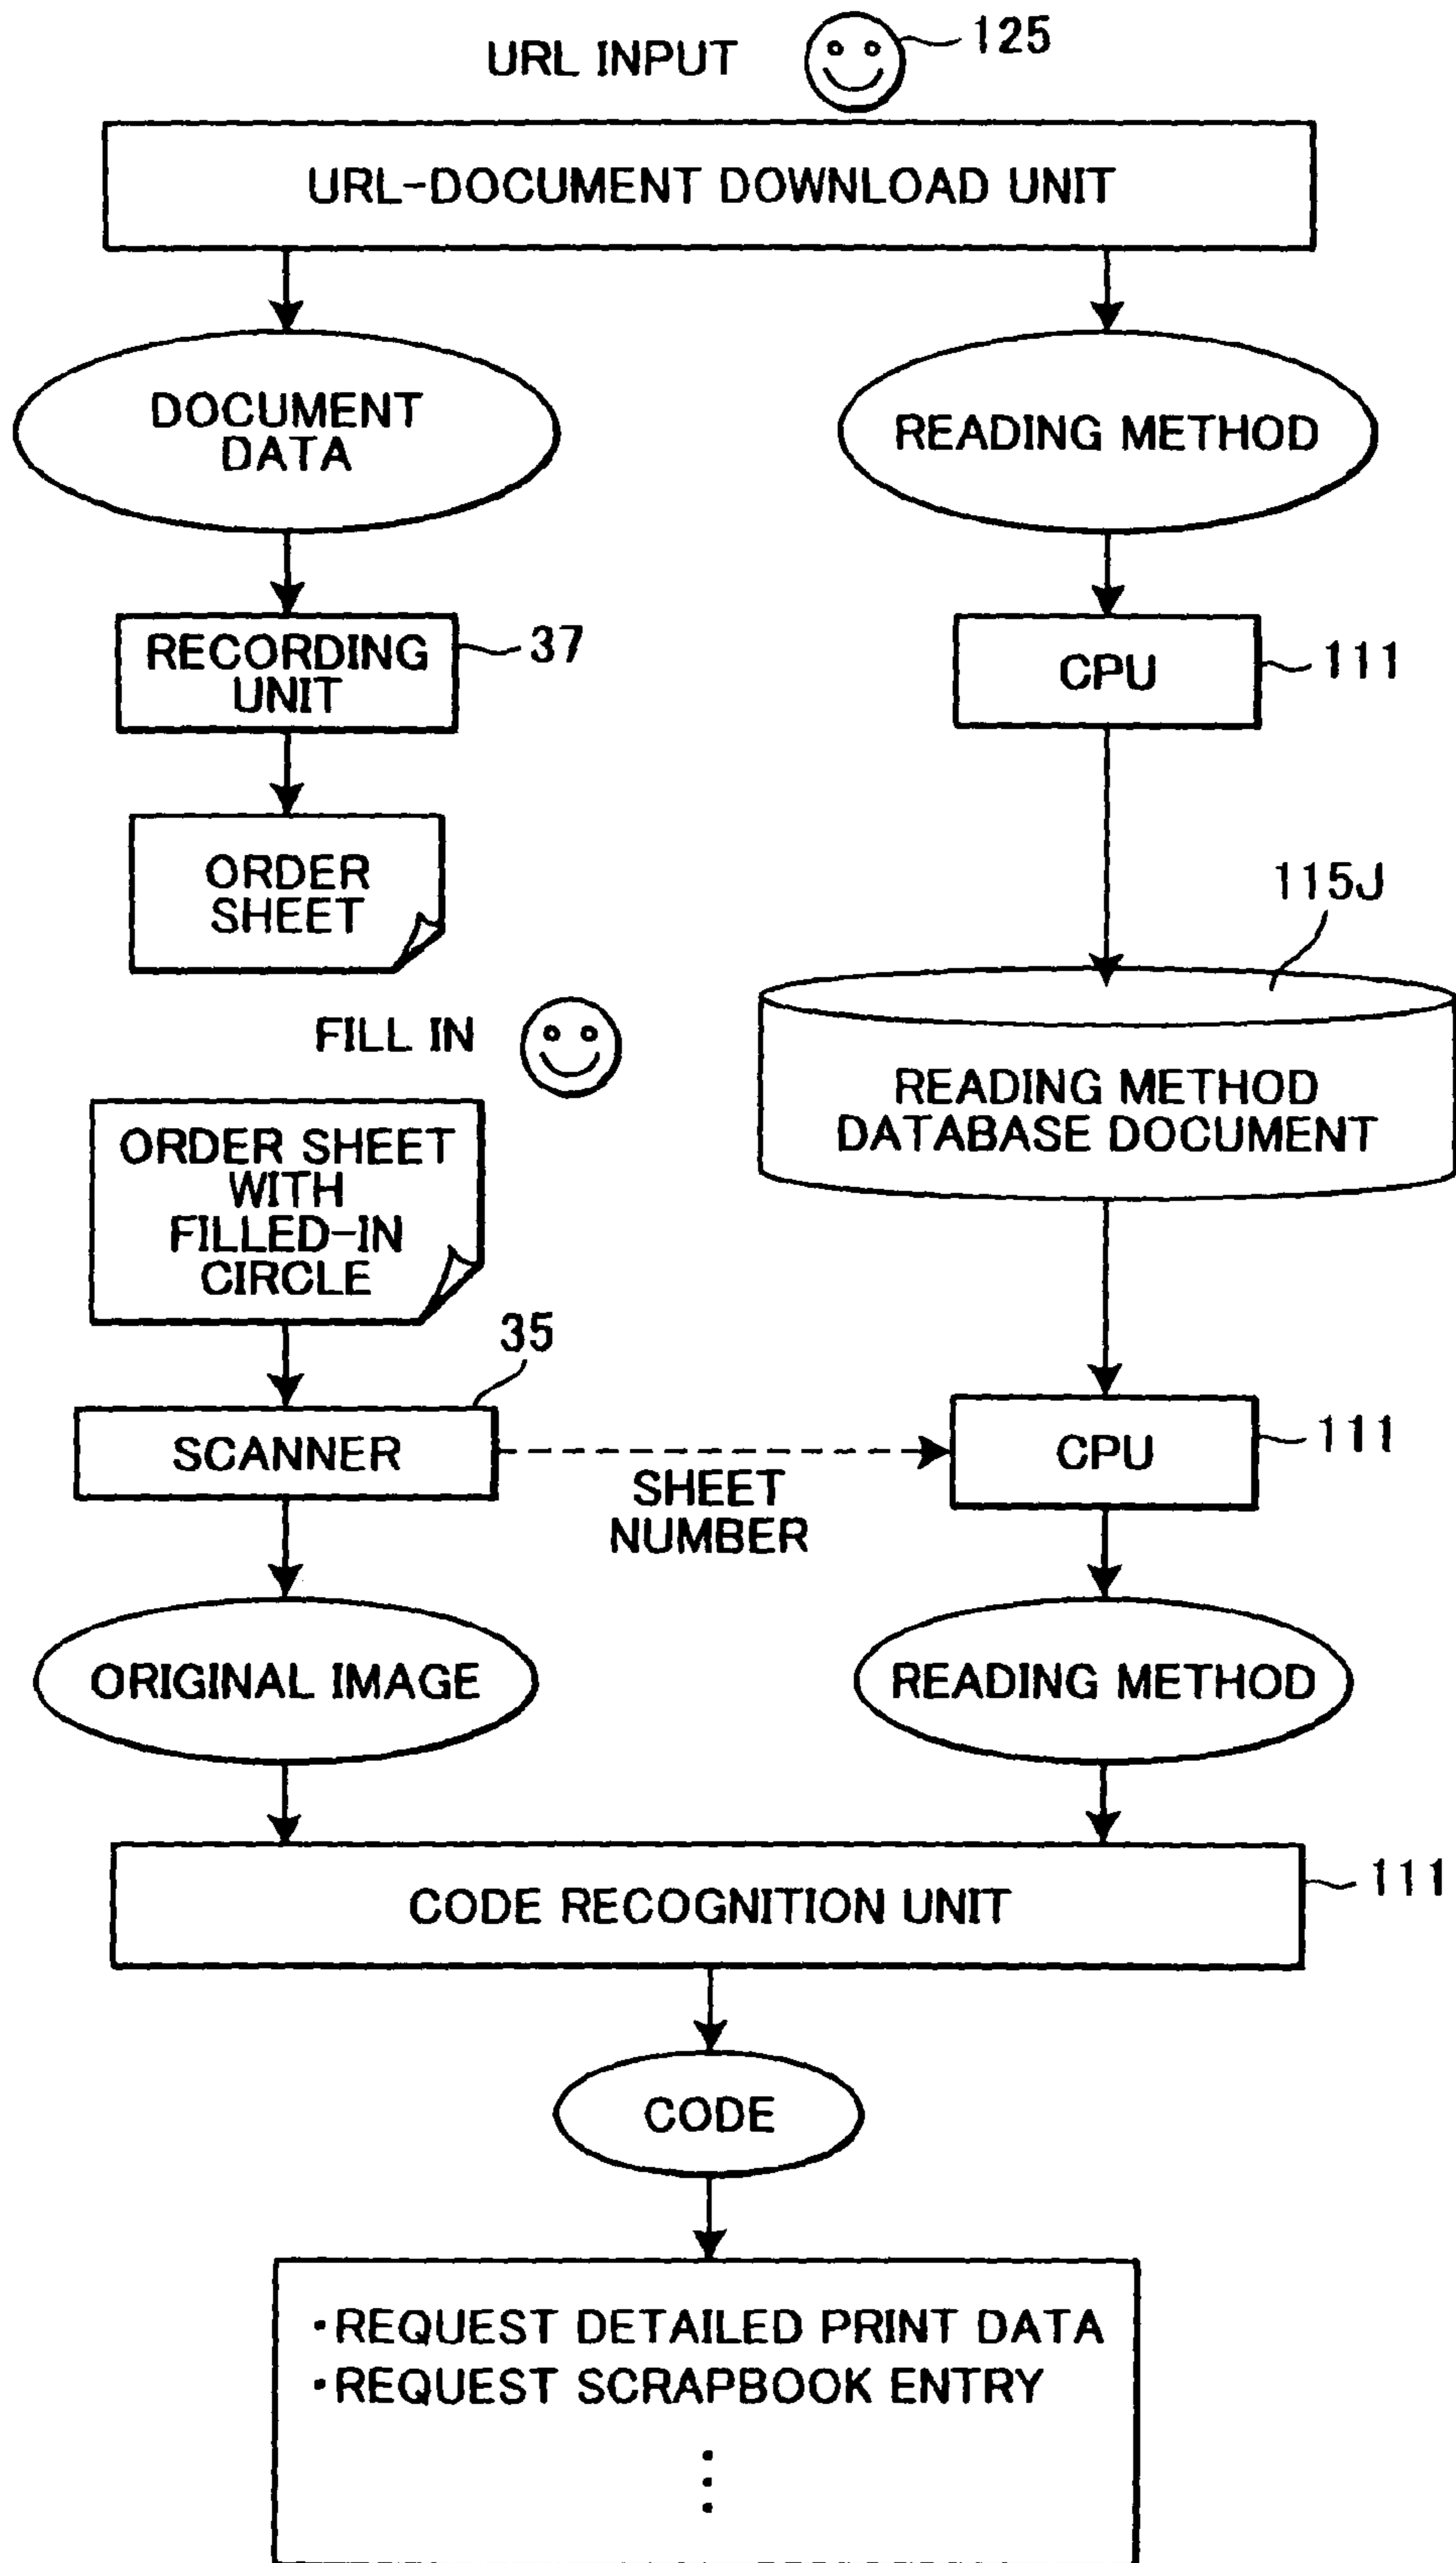 URL INPUT
125
URL-DOCUMENT DOWNLOAD UNIT
DOCUMENT
DATA
READING METHOD
RECORDING
UNIT
37
CPU
111
ORDER
SHEET
115J
FILL IN
READING METHOD
DATABASE DOCUMENT
ORDER SHEET
WITH
FILLED-IN
CIRCLE
35
SCANNER
SHEET
NUMBER
CPU
111
ORIGINAL IMAGE
READING METHOD
CODE RECOGNITION UNIT
111
CODE
・REQUEST DETAILED PRINT DATA
・REQUEST SCRAPBOOK ENTRY